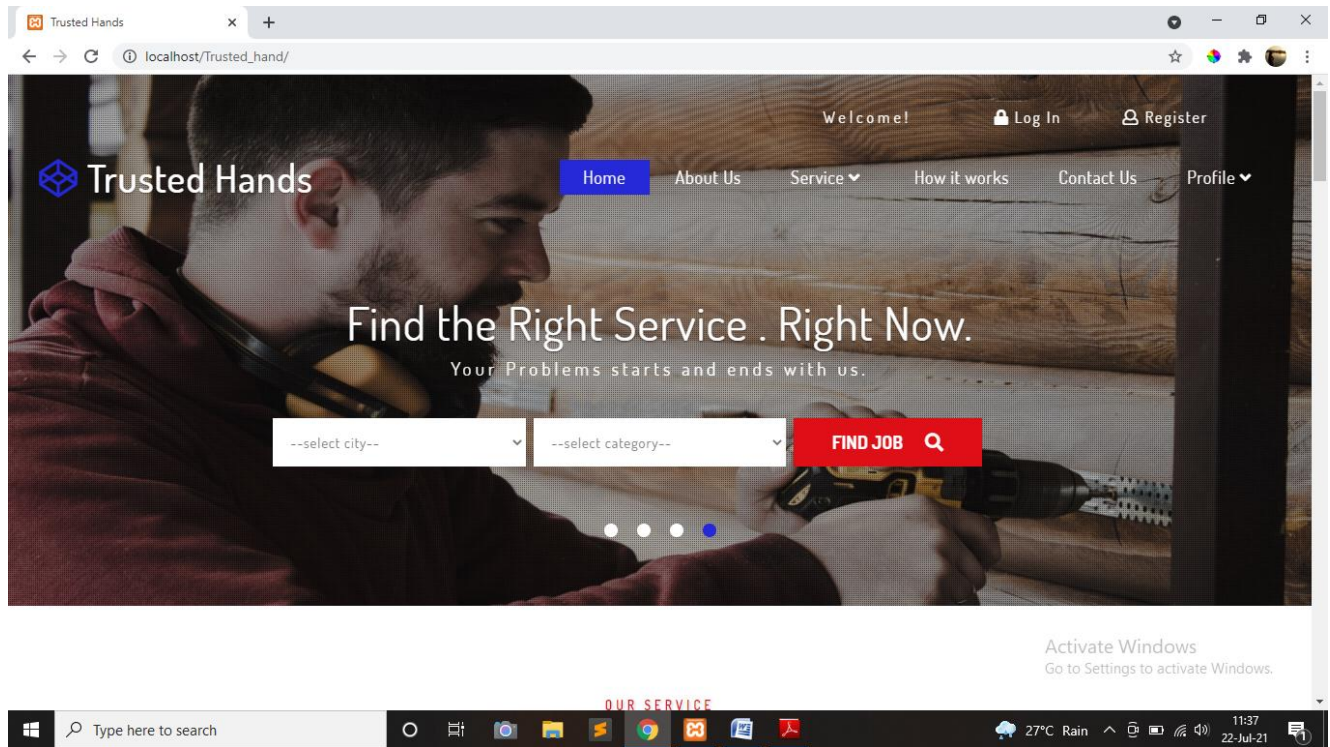 Trusted Hands
localhost/Trusted_hand/
Welcome! Log In Register
Trusted Hands
Home About Us Service How it works Contact Us Profile
Find the Right Service . Right Now.
Your Problems starts and ends with us.
--select city-- --select category-- FIND JOB
Activate Windows
Go to Settings to activate Windows.
OUR SERVICE
Type here to search
27°C Rain
11:37
22-Jul-21
1